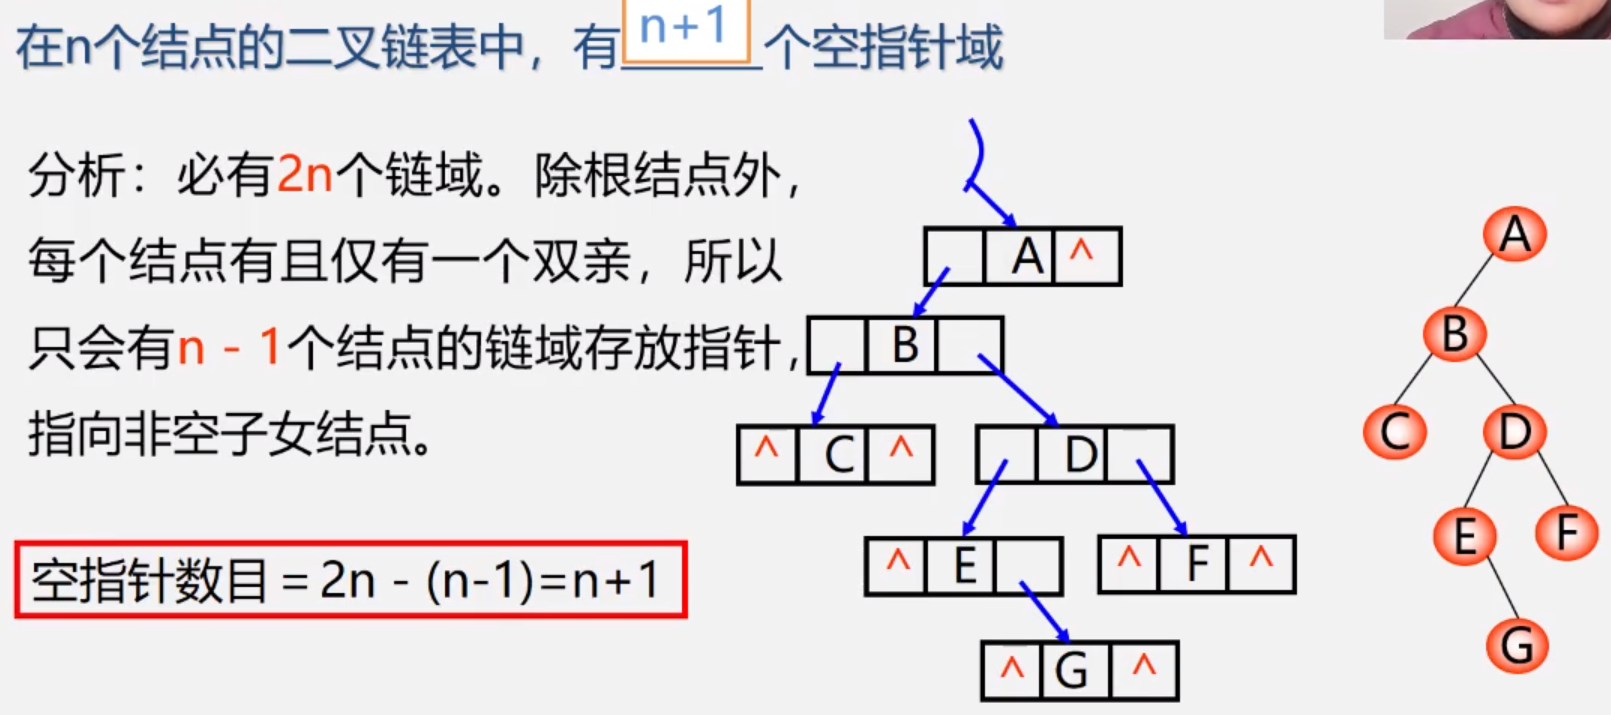 在n个结点的二叉链表中，有 n+1 个空指针域
分析：必有2n个链域。除根结点外，
每个结点有且仅有一个双亲，所以
只会有n - 1个结点的链域存放指针，
指向非空子女结点。
空指针数目＝2n - (n-1)=n+1
A ^
B
^ C ^
D
^ E
^ F ^
^ G ^
A
B
C
D
E
F
G